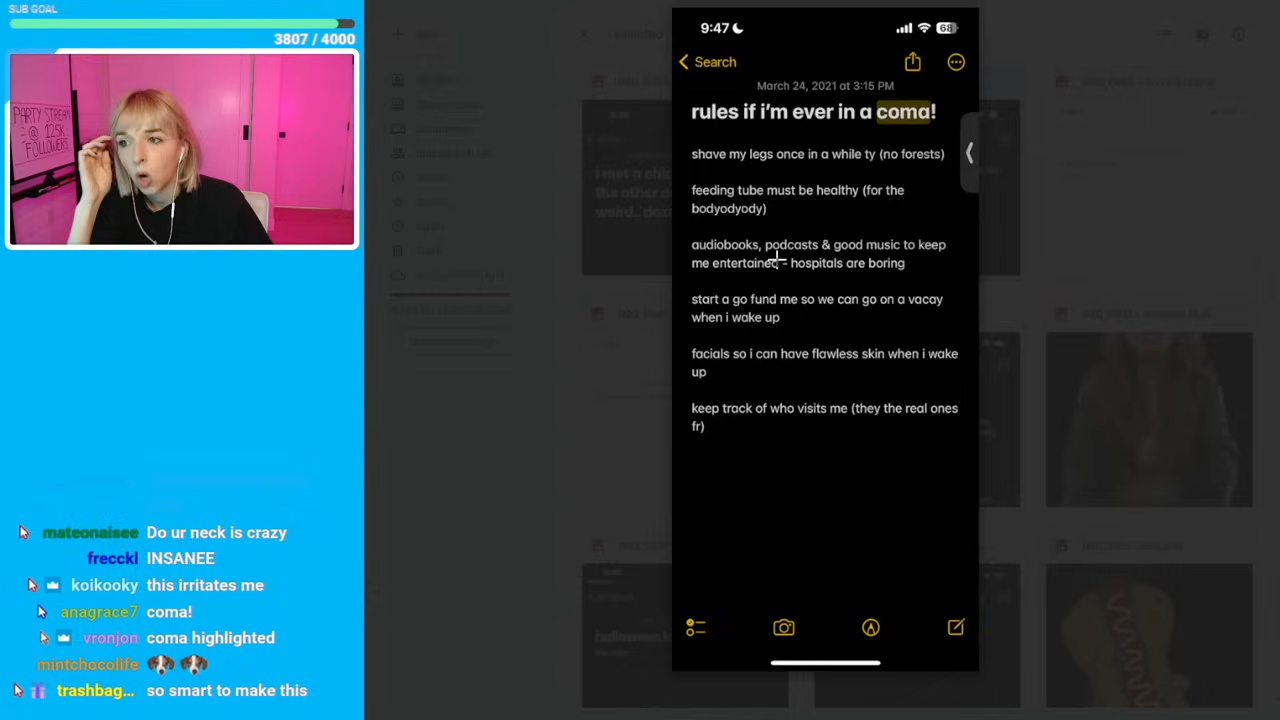 SUB GOAL
3807 / 4000
PARTY STREAM
@ 125K
FOLLOWERS
9:47
68
Search
March 24, 2021 at 3:15 PM
rules if i'm ever in a coma!
shave my legs once in a while ty (no forests)
feeding tube must be healthy (for the
bodyodyody)
audiobooks, podcasts & good music to keep
me entertained - hospitals are boring
start a go fund me so we can go on a vacay
when i wake up
facials so i can have flawless skin when i wake
up
keep track of who visits me (they the real ones
fr)
mateonaisee Do ur neck is crazy
frecckl INSANEE
koikooky this irritates me
anagrace7 coma!
vronjon coma highlighted
mintchocolife
trashbag... so smart to make this